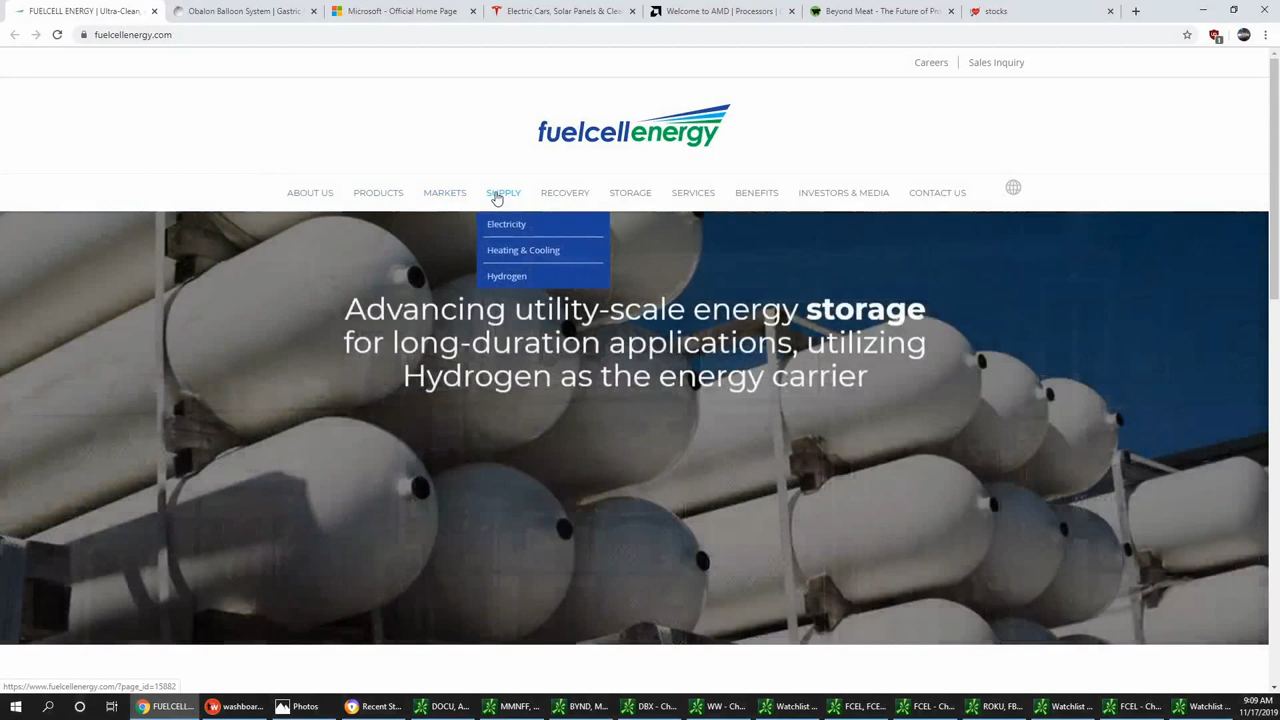 FUELCELL ENERGY | Ultra-Clean,
Obalon Balloon System | Gastric
Microsoft - Official Home Page
Electric Cars, Solar Panels & Cle
Welcome to AMD | Processors |
Beyond Meat - The Future of Pro
stocks
fuelcellenergy.com
1
Careers
Sales Inquiry
fuelcellenergy
ABOUT US
PRODUCTS
MARKETS
SUPPLY
RECOVERY
STORAGE
SERVICES
BENEFITS
INVESTORS & MEDIA
CONTACT US
Electricity
Heating & Cooling
Hydrogen
Advancing utility-scale energy storage
for long-duration applications, utilizing
Hydrogen as the energy carrier
https://www.fuelcellenergy.com/?page_id=15882
FUELCELL...
washboar...
Photos
Recent St...
DOCU, A...
MMNFF, ...
BYND, M...
DBX - Ch...
WW - Ch...
Watchlist ...
FCEL, FCE...
FCEL - Ch...
ROKU, FB...
Watchlist ...
FCEL - Ch...
Watchlist ...
9:09 AM
11/17/2019